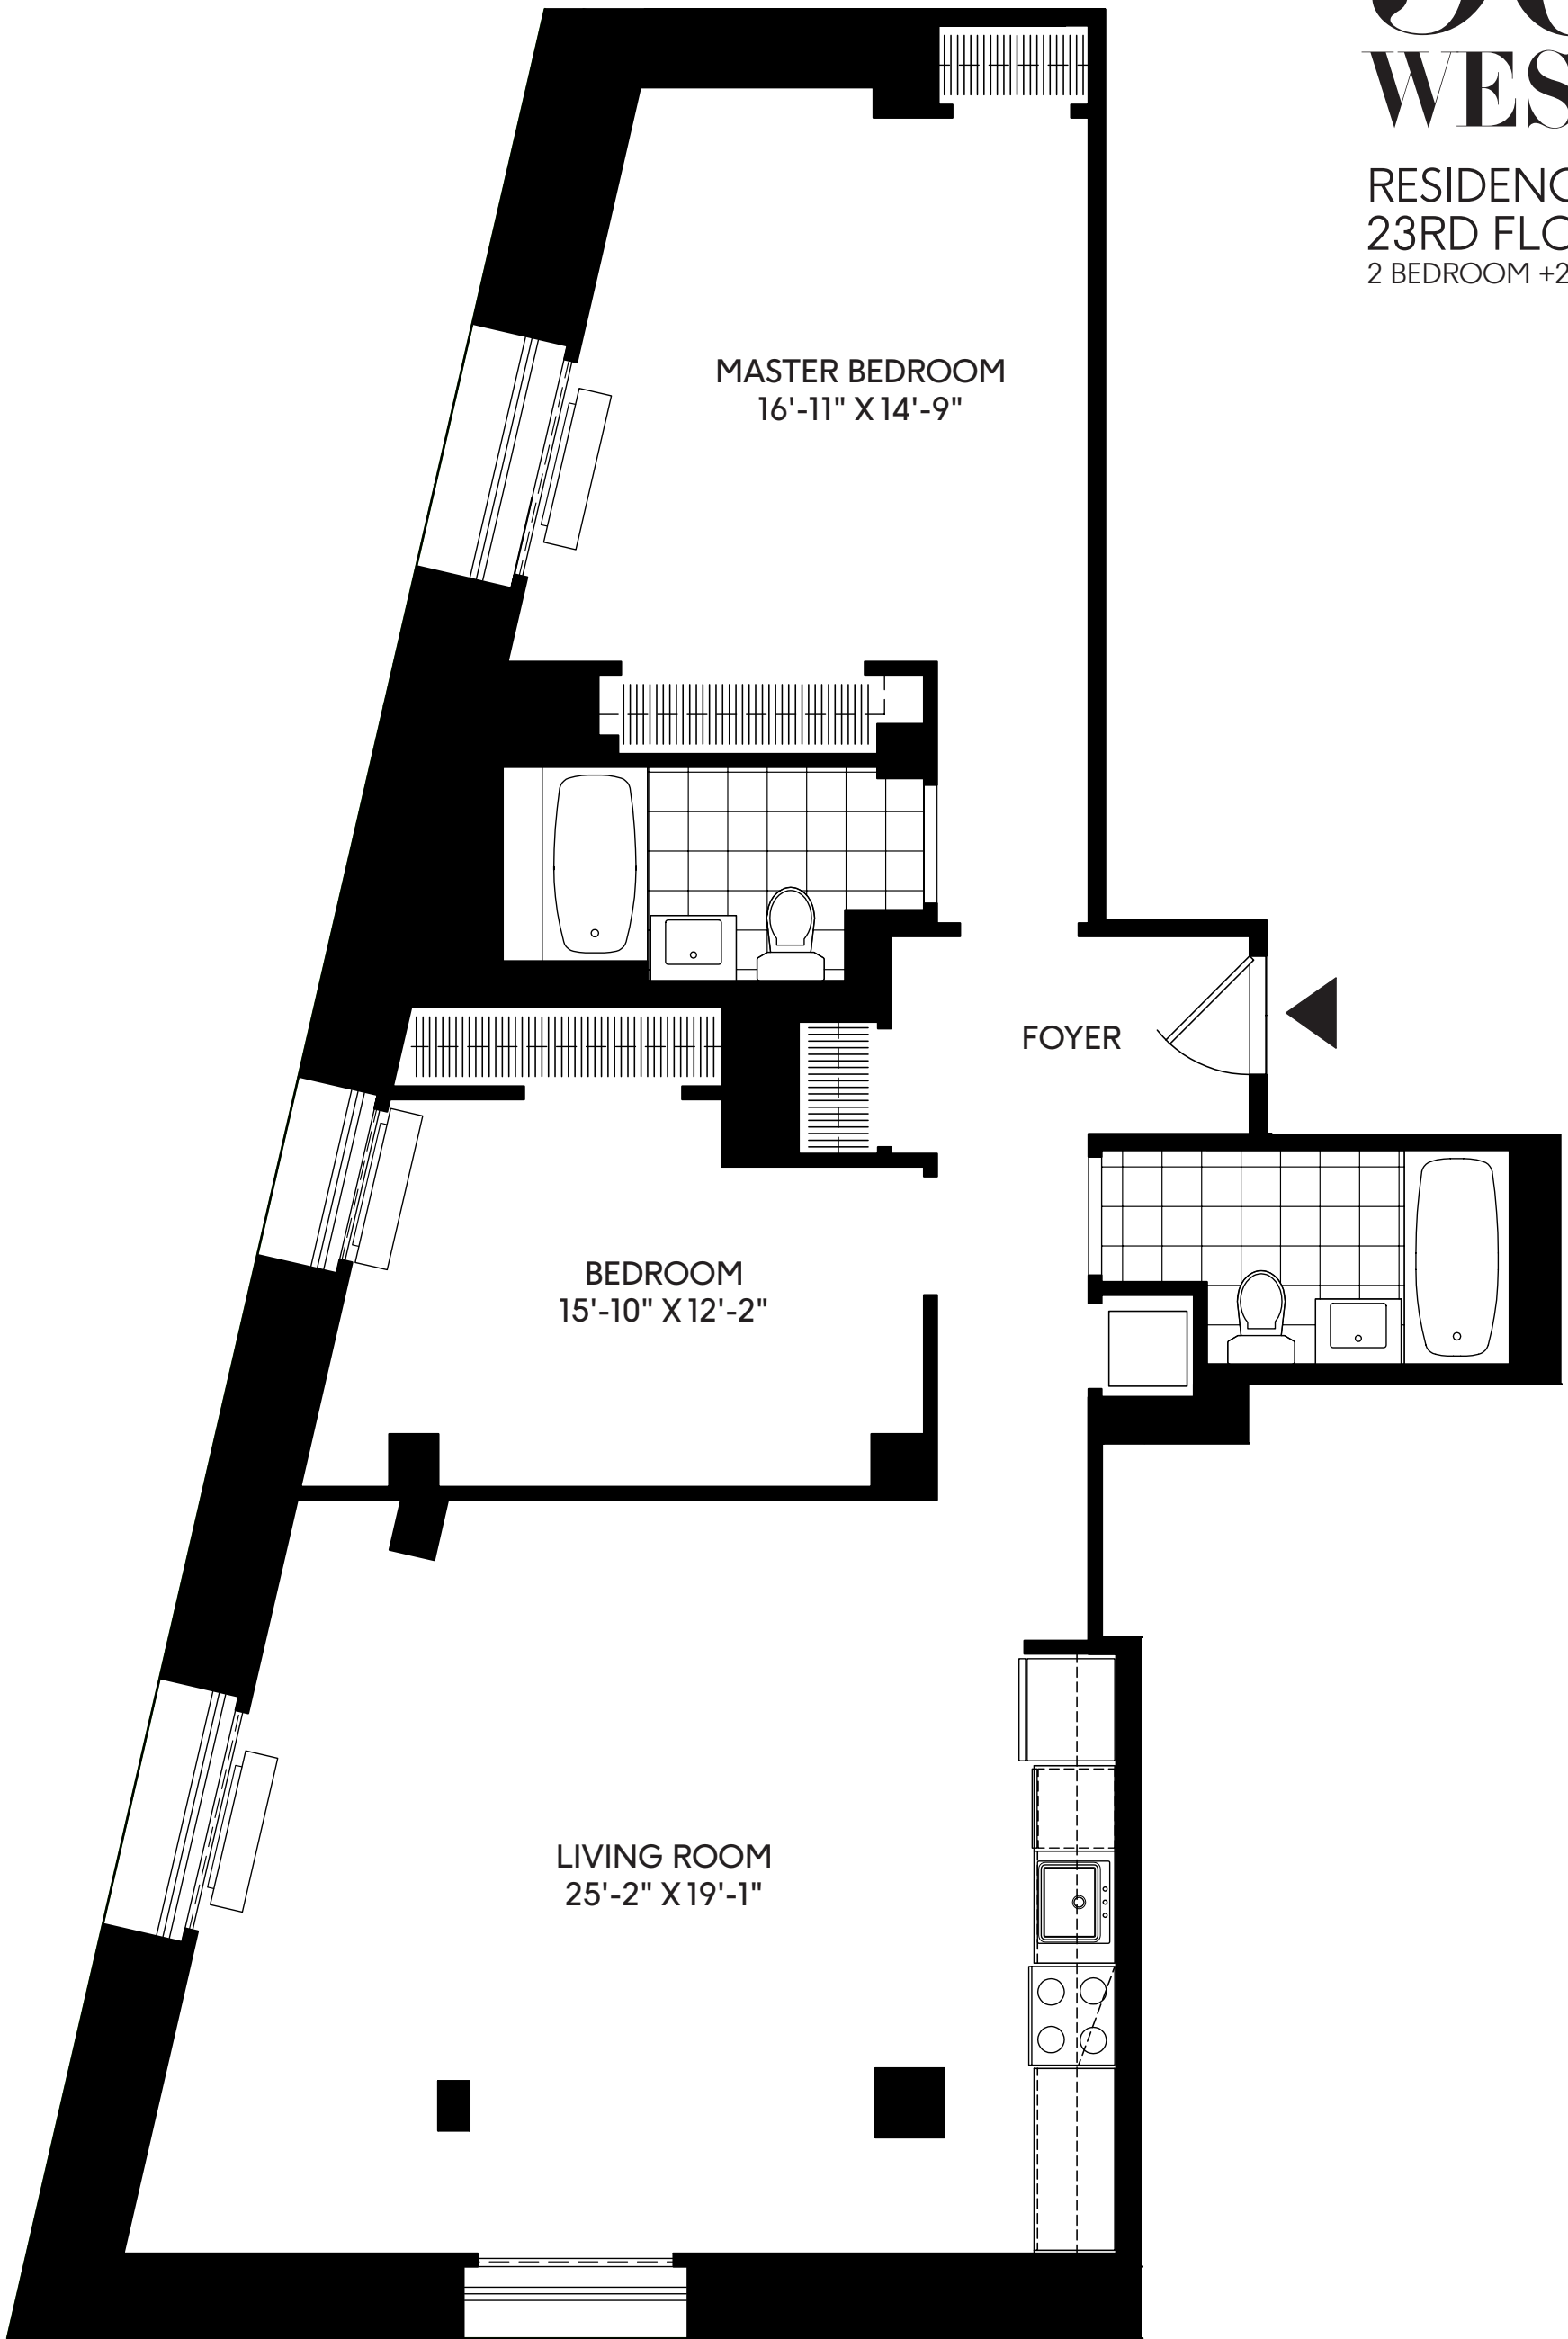 WES
RESIDENC
23RD FLO
2 BEDROOM +2
MASTER BEDROOM
16'-11" X 14'-9"
FOYER
BEDROOM
15'-10" X 12'-2"
LIVING ROOM
25'-2" X 19'-1"